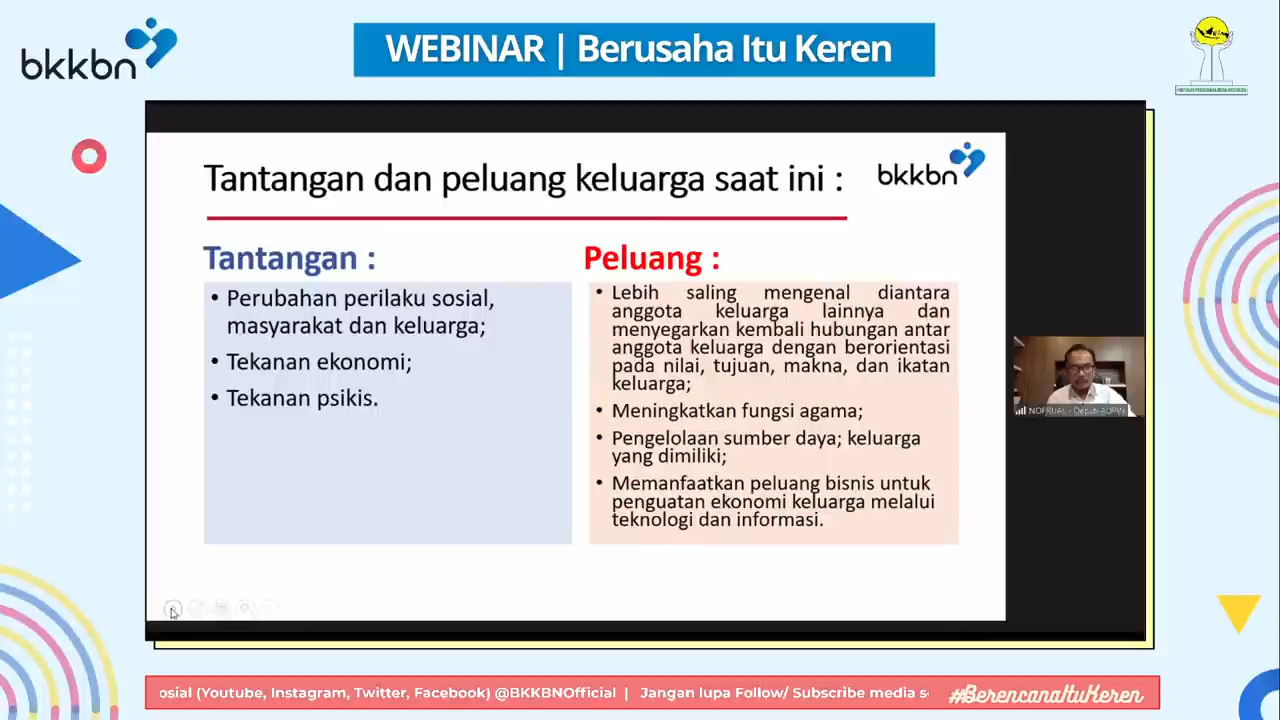 bkkbn
WEBINAR | Berusaha Itu Keren
Tantangan dan peluang keluarga saat ini :
bkkbn
Tantangan :
• Perubahan perilaku sosial,
masyarakat dan keluarga;
• Tekanan ekonomi;
• Tekanan psikis.
Peluang :
• Lebih saling mengenal diantara
anggota keluarga lainnya dan
menyegarkan kembali hubungan antar
anggota keluarga dengan berorientasi
pada nilai, tujuan, makna, dan ikatan
keluarga;
• Meningkatkan fungsi agama;
• Pengelolaan sumber daya; keluarga
yang dimiliki;
• Memanfaatkan peluang bisnis untuk
penguatan ekonomi keluarga melalui
teknologi dan informasi.
NOFRIJAL - Deputi ADPIN
osial (Youtube, Instagram, Twitter, Facebook) @BKKBNOfficial | Jangan lupa Follow/ Subscribe media s
#BerencanaItuKeren